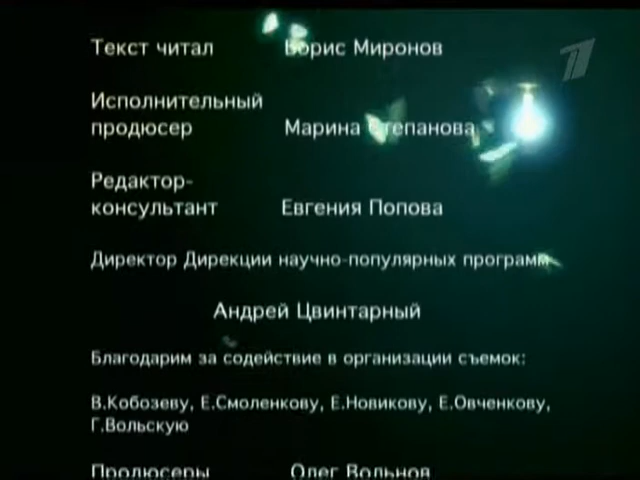 Текст читал Борис Миронов
Исполнительный
продюсер Марина Степанова
Редактор-
консультант Евгения Попова
Директор Дирекции научно-популярных программ
Андрей Цвинтарный
Благодарим за содействие в организации съемок:
В.Кобозеву, Е.Смоленкову, Е.Новикову, Е.Овченкову,
Г.Вольскую
Продюсеры Олег Вольнов
1